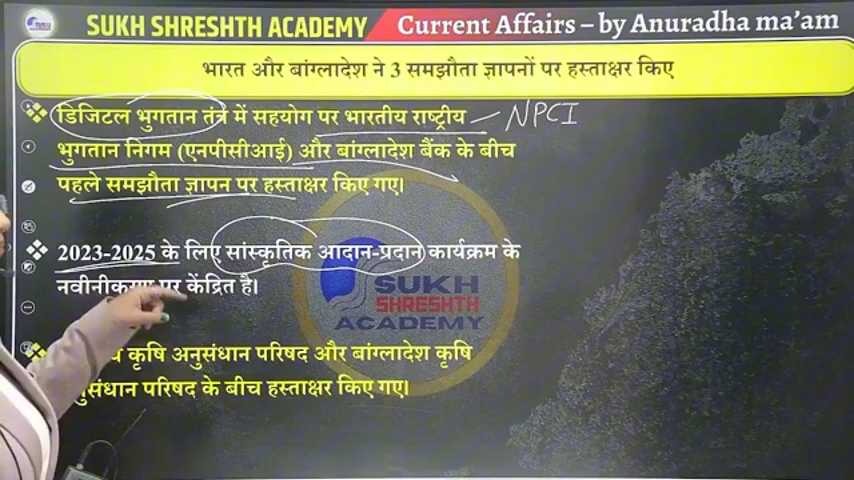 SUKH SHRESHTH ACADEMY Current Affairs – by Anuradha ma’am
भारत और बांग्लादेश ने 3 समझौता ज्ञापनों पर हस्ताक्षर किए
डिजिटल भुगतान तंत्र में सहयोग पर भारतीय राष्ट्रीय – NPCI
भुगतान निगम (एनपीसीआई) और बांग्लादेश बैंक के बीच
पहले समझौता ज्ञापन पर हस्ताक्षर किए गए।
2023-2025 के लिए सांस्कृतिक आदान-प्रदान कार्यक्रम के
नवीनीकरण पर केंद्रित है।
SUKH
SHRESHTH
ACADEMY
कृषि अनुसंधान परिषद और बांग्लादेश कृषि
परिषद के बीच हस्ताक्षर किए गए।